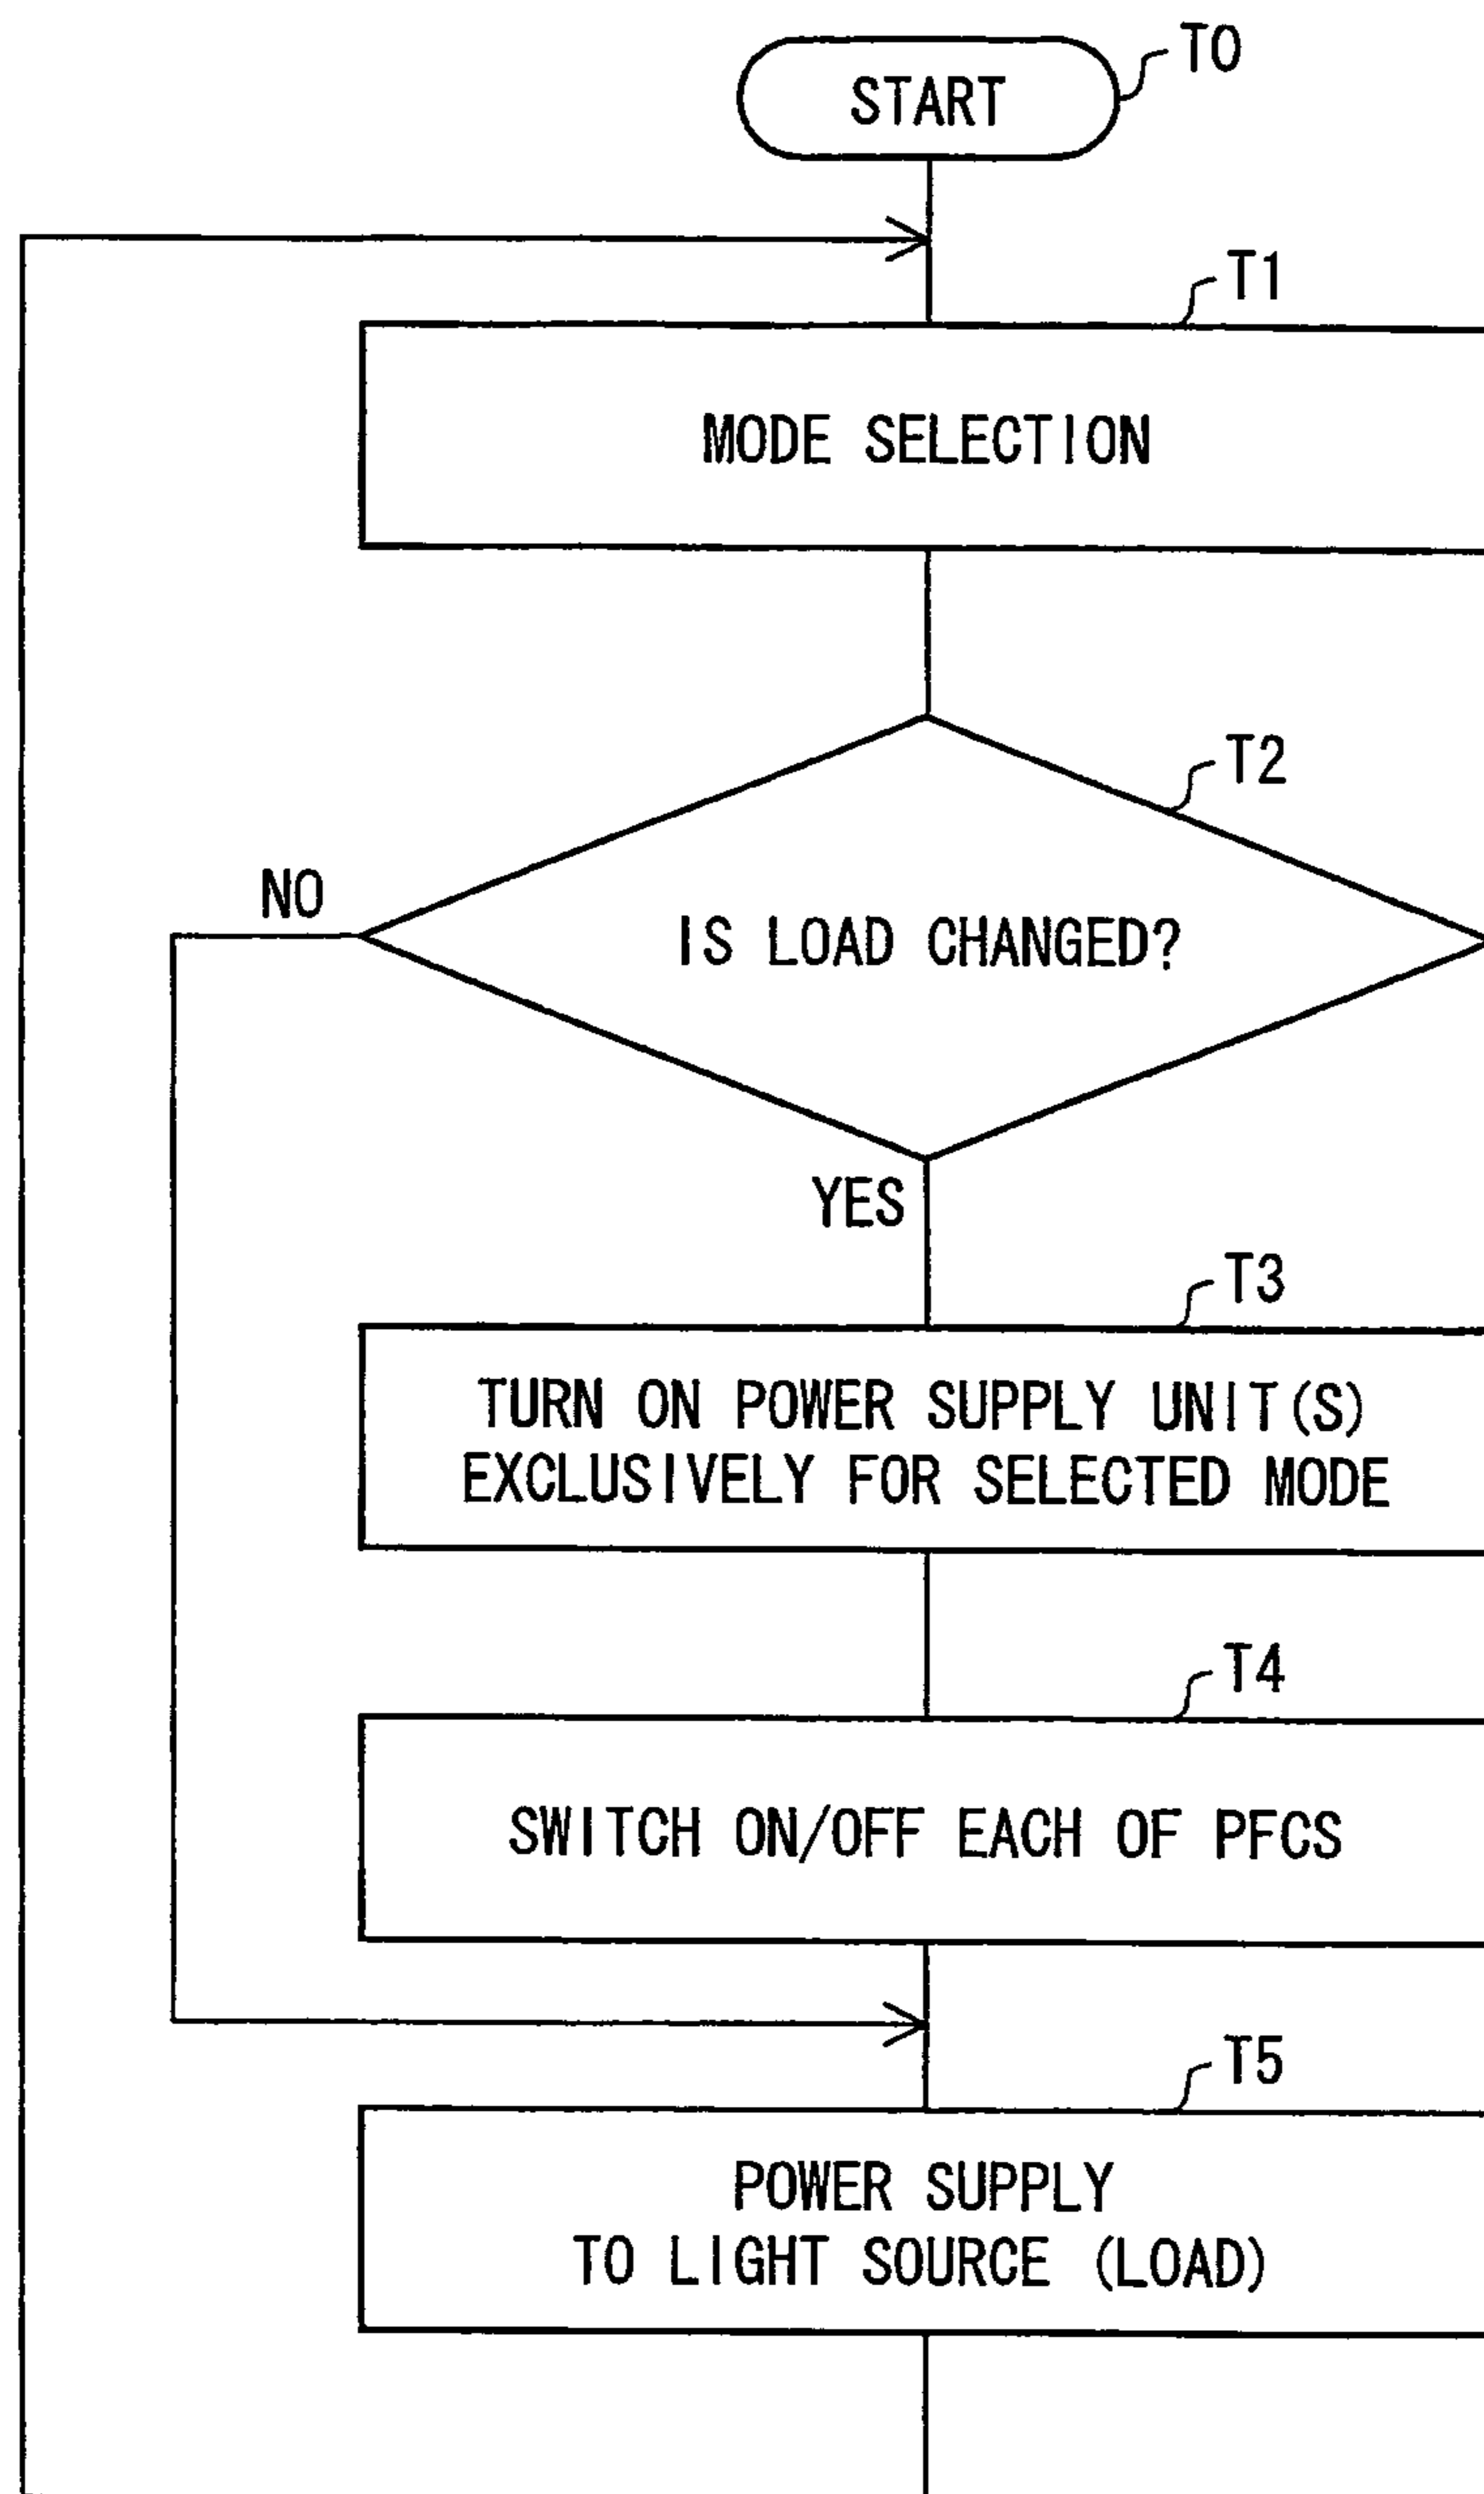 START
T0
T1
MODE SELECTION
T2
NO
IS LOAD CHANGED?
YES
T3
TURN ON POWER SUPPLY UNIT(S)
EXCLUSIVELY FOR SELECTED MODE
T4
SWITCH ON/OFF EACH OF PFCS
T5
POWER SUPPLY
TO LIGHT SOURCE (LOAD)